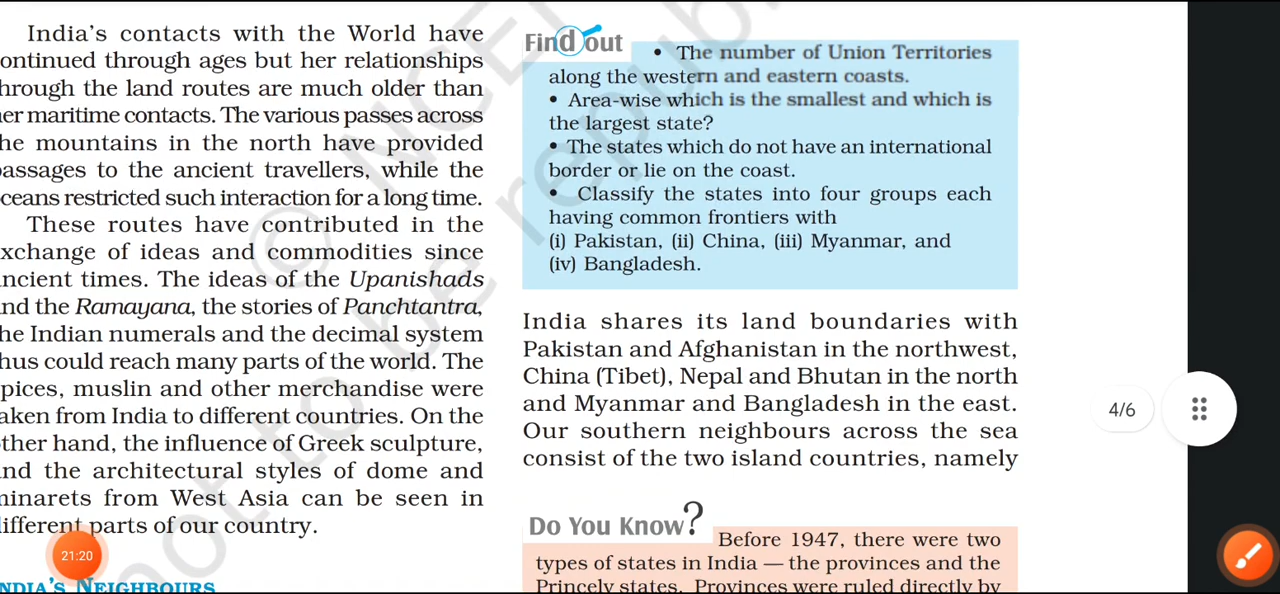 India's contacts with the World have
ontinued through ages but her relationships
hrough the land routes are much older than
er maritime contacts. The various passes across
he mountains in the north have provided
assages to the ancient travellers, while the
ceans restricted such interaction for a long time.
These routes have contributed in the
xchange of ideas and commodities since
ncient times. The ideas of the Upanishads
nd the Ramayana, the stories of Panchtantra,
he Indian numerals and the decimal system
hus could reach many parts of the world. The
pices, muslin and other merchandise were
aken from India to different countries. On the
ther hand, the influence of Greek sculpture,
nd the architectural styles of dome and
minarets from West Asia can be seen in
ifferent parts of our country.
21:20
NDIA'S NEIGHBOURS
Find out
• The number of Union Territories
along the western and eastern coasts.
• Area-wise which is the smallest and which is
the largest state?
• The states which do not have an international
border or lie on the coast.
• Classify the states into four groups each
having common frontiers with
(i) Pakistan, (ii) China, (iii) Myanmar, and
(iv) Bangladesh.
India shares its land boundaries with
Pakistan and Afghanistan in the northwest,
China (Tibet), Nepal and Bhutan in the north
and Myanmar and Bangladesh in the east.
Our southern neighbours across the sea
consist of the two island countries, namely
Do You Know?
Before 1947, there were two
types of states in India — the provinces and the
Princely states. Provinces were ruled directly by
4/6
© NCE
not to be republ